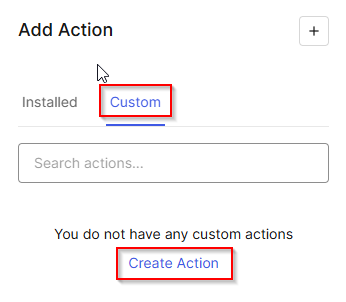 Add Action
+
Installed Custom
Search actions...
You do not have any custom actions
Create Action